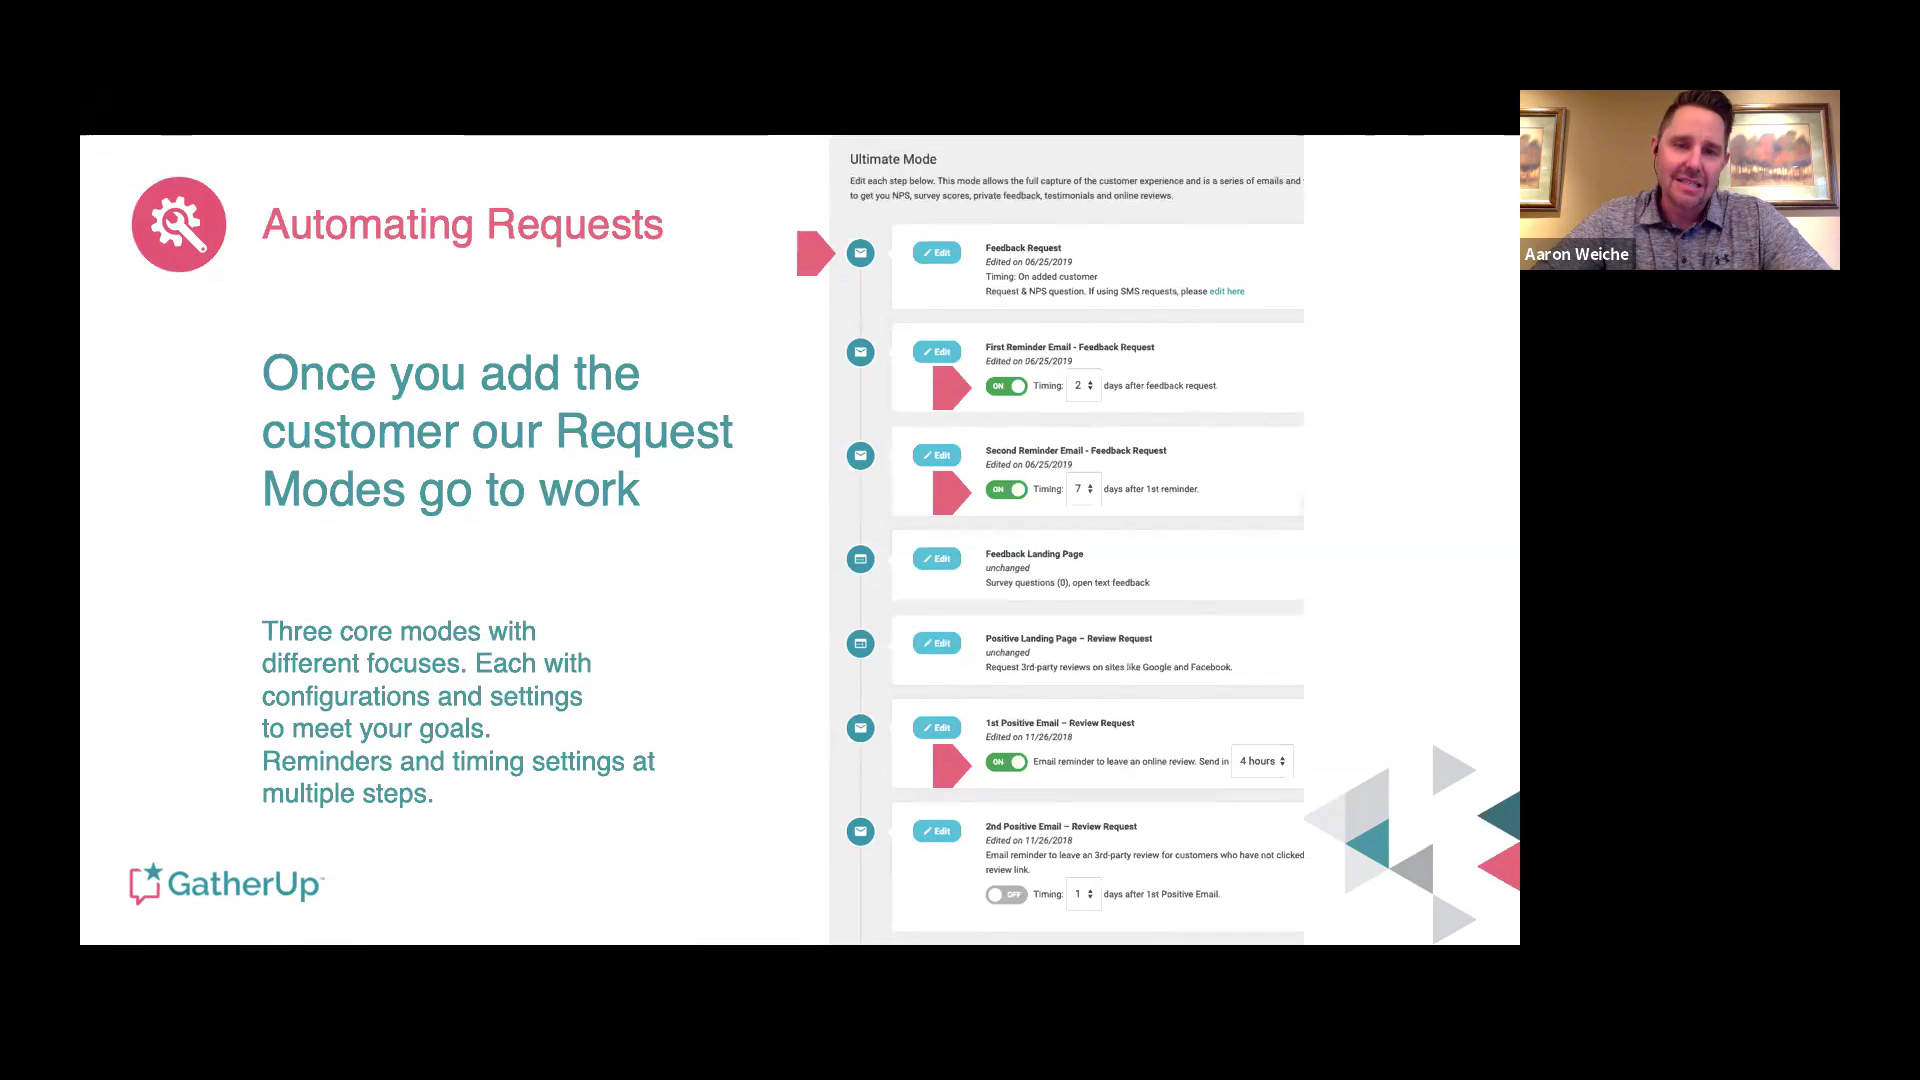 Automating Requests
Once you add the
customer our Request
Modes go to work
Three core modes with
different focuses. Each with
configurations and settings
to meet your goals.
Reminders and timing settings at
multiple steps.
GatherUp™
Ultimate Mode
Edit each step below. This mode allows the full capture of the customer experience and is a series of emails and
to get you NPS, survey scores, private feedback, testimonials and online reviews.
Edit
Feedback Request
Edited on 06/25/2019
Timing: On added customer
Request & NPS question. If using SMS requests, please edit here
Edit
First Reminder Email - Feedback Request
Edited on 06/25/2019
ON Timing: 2 days after feedback request.
Edit
Second Reminder Email - Feedback Request
Edited on 06/25/2019
ON Timing: 7 days after 1st reminder.
Edit
Feedback Landing Page
unchanged
Survey questions (0), open text feedback
Edit
Positive Landing Page – Review Request
unchanged
Request 3rd-party reviews on sites like Google and Facebook.
Edit
1st Positive Email – Review Request
Edited on 11/26/2018
ON Email reminder to leave an online review. Send in 4 hours
Edit
2nd Positive Email – Review Request
Edited on 11/26/2018
Email reminder to leave an 3rd-party review for customers who have not clicked
review link.
OFF Timing: 1 days after 1st Positive Email.
Aaron Weiche